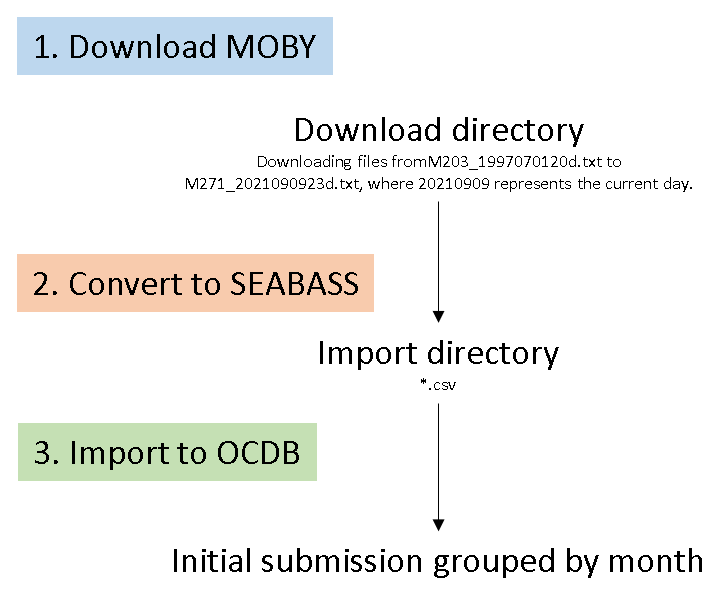 1. Download MOBY
Download directory
Downloading files fromM203_1997070120d.txt to
M271_2021090923d.txt, where 20210909 represents the current day.
2. Convert to SEABASS
Import directory
*.csv
3. Import to OCDB
Initial submission grouped by month